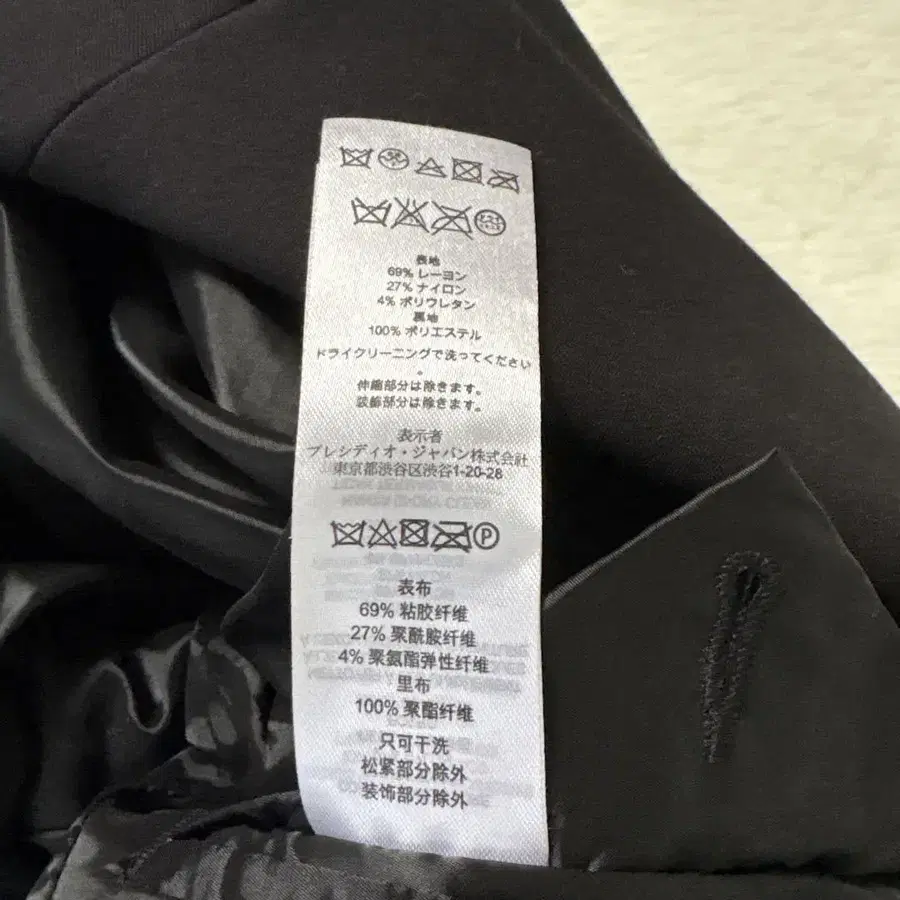 表地
69% レーヨン
27% ナイロン
4% ポリウレタン
裏地
100% ポリエステル
ドライクリーニングで洗ってください
。
伸縮部分は除きます。
装飾部分は除きます。
表示者
プレシディオ・ジャパン株式会社
東京都渋谷区渋谷1-20-28
P
表布
69% 粘胶纤维
27% 聚酰胺纤维
4% 聚氨酯弹性纤维
里布
100% 聚酯纤维
只可干洗
松紧部分除外
装饰部分除外